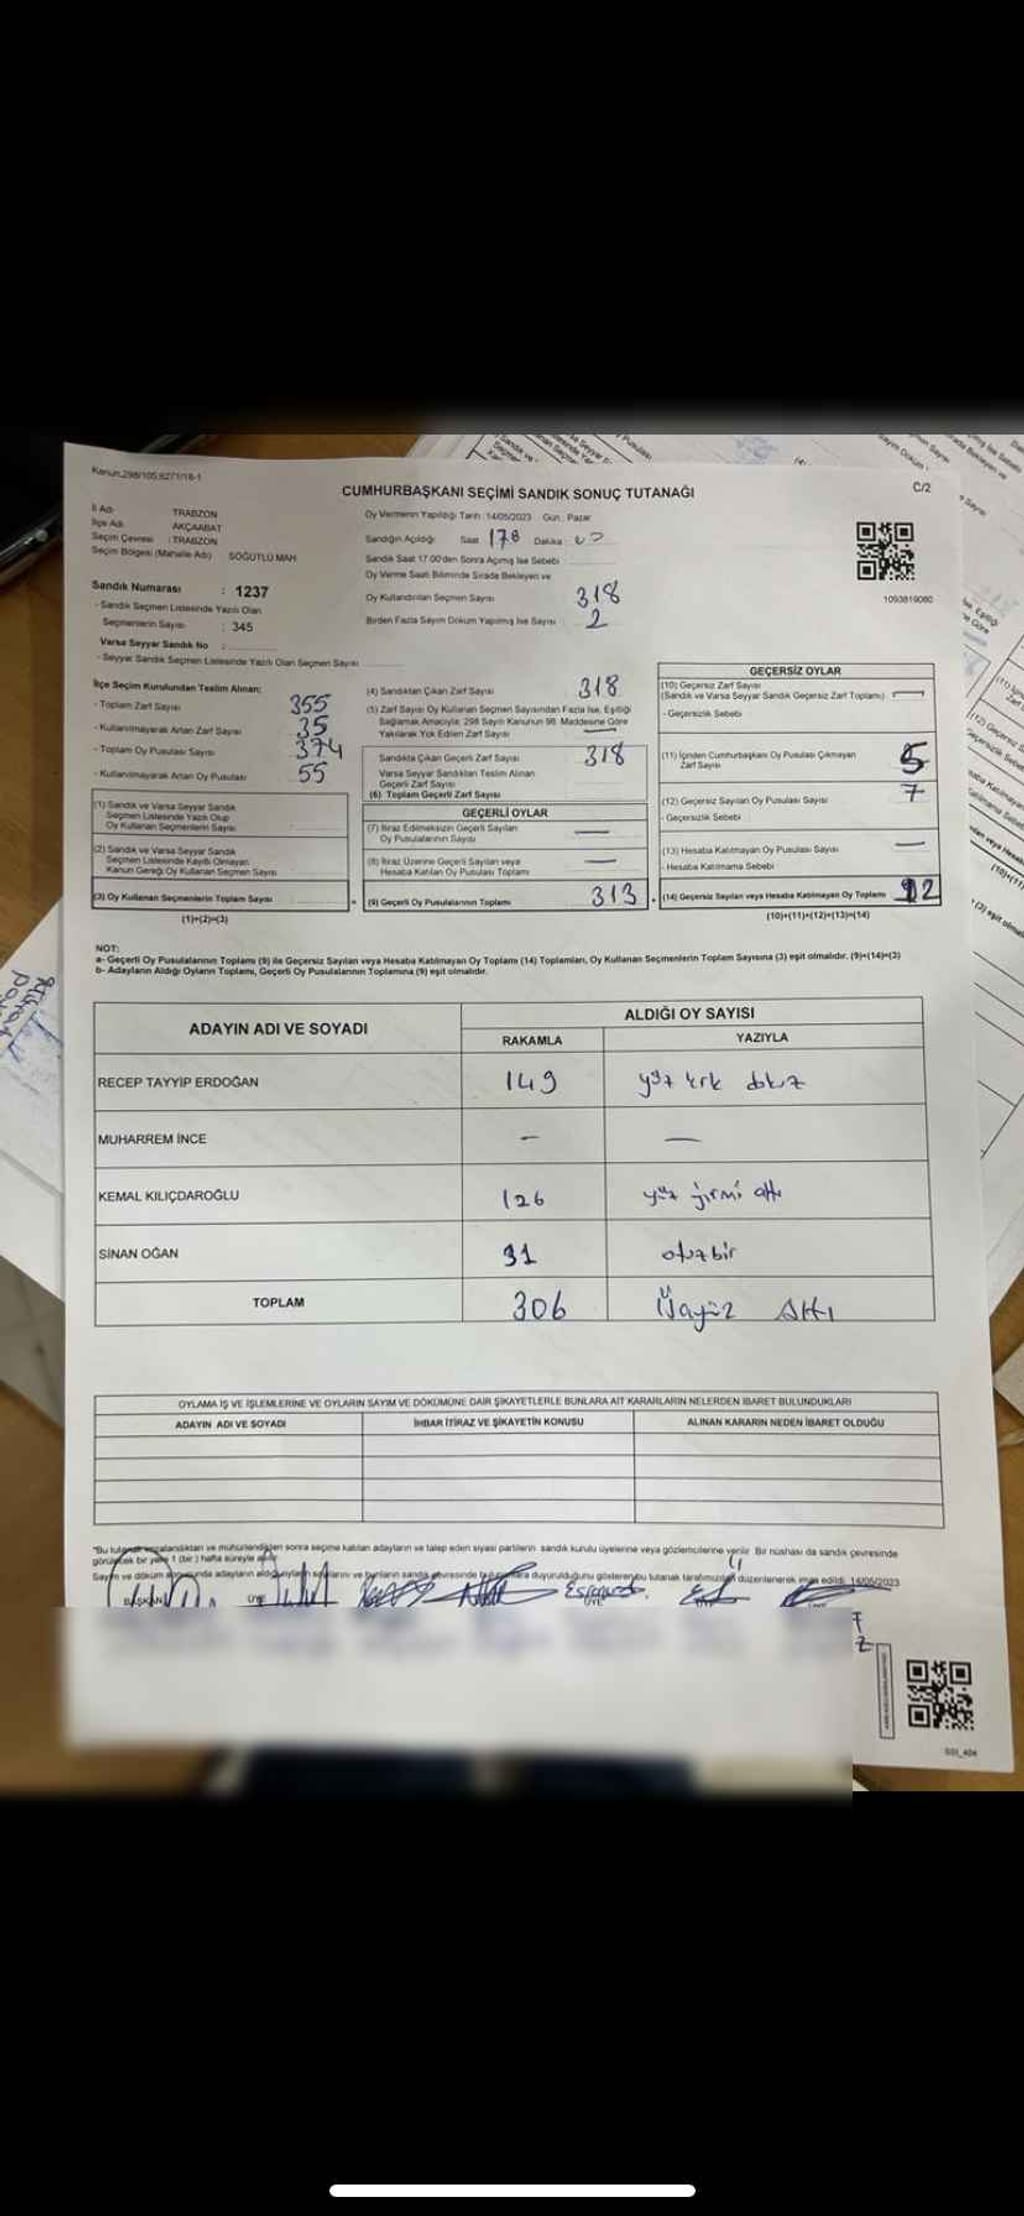 Kanun.298/105,6271/18-1
C/2
CUMHURBAŞKANI SEÇİMİ SANDIK SONUÇ TUTANAĞI
İl Adı TRABZON
İlçe Adı AKÇAABAT
Seçim Çevresi : TRABZON
Seçim Bölgesi (Mahalle Adı) SÖĞÜTLÜ MAH
Sandık Numarası : 1237
- Sandık Seçmen Listesinde Yazılı Olan
Seçmenlerin Sayısı : 345
Varsa Seyyar Sandık No :
- Seyyar Sandık Seçmen Listesinde Yazılı Olan Seçmen Sayısı
Oy Vermenin Yapıldığı Tarih : 14/05/2023 Gün : Pazar
Sandığın Açıldığı Saat Dakika
Sandık Saat 17.00'den Sonra Açılmış İse Sebebi
Oy Verme Saati Bitiminde Sırada Bekleyen ve
Oy Kullandırılan Seçmen Sayısı 318
Birden Fazla Sayım Döküm Yapılmış İse Sayısı 2
1093819080
İlçe Seçim Kurulundan Teslim Alınan:
- Toplam Zarf Sayısı 355
- Kullanılmayarak Artan Zarf Sayısı 35
- Toplam Oy Pusulası Sayısı 374
- Kullanılmayarak Artan Oy Pusulası 55
(1) Sandık ve Varsa Seyyar Sandık
Seçmen Listesinde Yazılı Olup
Oy Kullanan Seçmenlerin Sayısı
(2) Sandık ve Varsa Seyyar Sandık
Seçmen Listesinde Kayıtlı Olmayan
Kanun Gereği Oy Kullanan Seçmen Sayısı
(3) Oy Kullanan Seçmenlerin Toplam Sayısı
(1)+(2)=(3)
(4) Sandıktan Çıkan Zarf Sayısı 318
(5) Zarf Sayısı Oy Kullanan Seçmen Sayısından Fazla İse, Eşitliği
Sağlamak Amacıyla, 298 Sayılı Kanunun 98. Maddesine Göre
Yakılarak Yok Edilen Zarf Sayısı —
Sandıkta Çıkan Geçerli Zarf Sayısı 318
Varsa Seyyar Sandıktan Teslim Alınan
Geçerli Zarf Sayısı
(6) Toplam Geçerli Zarf Sayısı
GEÇERLİ OYLAR
(7) İtiraz Edilmeksizin Geçerli Sayılan
Oy Pusulalarının Sayısı —
(8) İtiraz Üzerine Geçerli Sayılan veya
Hesaba Katılan Oy Pusulası Toplamı —
= (9) Geçerli Oy Pusulalarının Toplamı 313
GEÇERSİZ OYLAR
(10) Geçersiz Zarf Sayısı
(Sandık ve Varsa Seyyar Sandık Geçersiz Zarf Toplamı) —
- Geçersizlik Sebebi
(11) İçinden Cumhurbaşkanı Oy Pusulası Çıkmayan
Zarf Sayısı 5
(12) Geçersiz Sayılan Oy Pusulası Sayısı 7
- Geçersizlik Sebebi
(13) Hesaba Katılmayan Oy Pusulası Sayısı —
- Hesaba Katılmama Sebebi
+ (14) Geçersiz Sayılan veya Hesaba Katılmayan Oy Toplamı 12
(10)+(11)+(12)+(13)=(14)
NOT:
a- Geçerli Oy Pusulalarının Toplamı (9) ile Geçersiz Sayılan veya Hesaba Katılmayan Oy Toplamı (14) Toplamları, Oy Kullanan Seçmenlerin Toplam Sayısına (3) eşit olmalıdır. (9)+(14)=(3)
b- Adayların Aldığı Oyların Toplamı, Geçerli Oy Pusulalarının Toplamına (9) eşit olmalıdır.
ADAYIN ADI VE SOYADI
ALDIĞI OY SAYISI
RAKAMLA YAZIYLA
RECEP TAYYİP ERDOĞAN 149 yüz kırk dokuz
MUHARREM İNCE — —
KEMAL KILIÇDAROĞLU 126 yüz yirmi altı
SİNAN OĞAN 31 otuzbir
TOPLAM 306 Üçyüz Altı
OYLAMA İŞ VE İŞLEMLERİNE VE OYLARIN SAYIM VE DÖKÜMÜNE DAİR ŞİKAYETLERLE BUNLARA AİT KARARLARIN NELERDEN İBARET BULUNDUKLARI
ADAYIN ADI VE SOYADI İHBAR İTİRAZ VE ŞİKAYETİN KONUSU ALINAN KARARIN NEDEN İBARET OLDUĞU
"Bu tutanak imzalandıktan ve mühürlendikten sonra seçime katılan adayların ve talep eden siyasi partilerin sandık kurulu üyelerine veya gözlemcilerine verilir. Bir nüshası da sandık çevresinde
görülecek bir yere 1 (bir) hafta süreyle asılır.
Sayım ve döküm sonucunda adayların aldığı oyların sayılarını ve bunların sandık çevresinde bulunanlara duyurulduğunu gösteren bu tutanak tarafımızdan düzenlenerek imza edildi. 14/05/2023
BAŞKAN ÜYE ÜYE